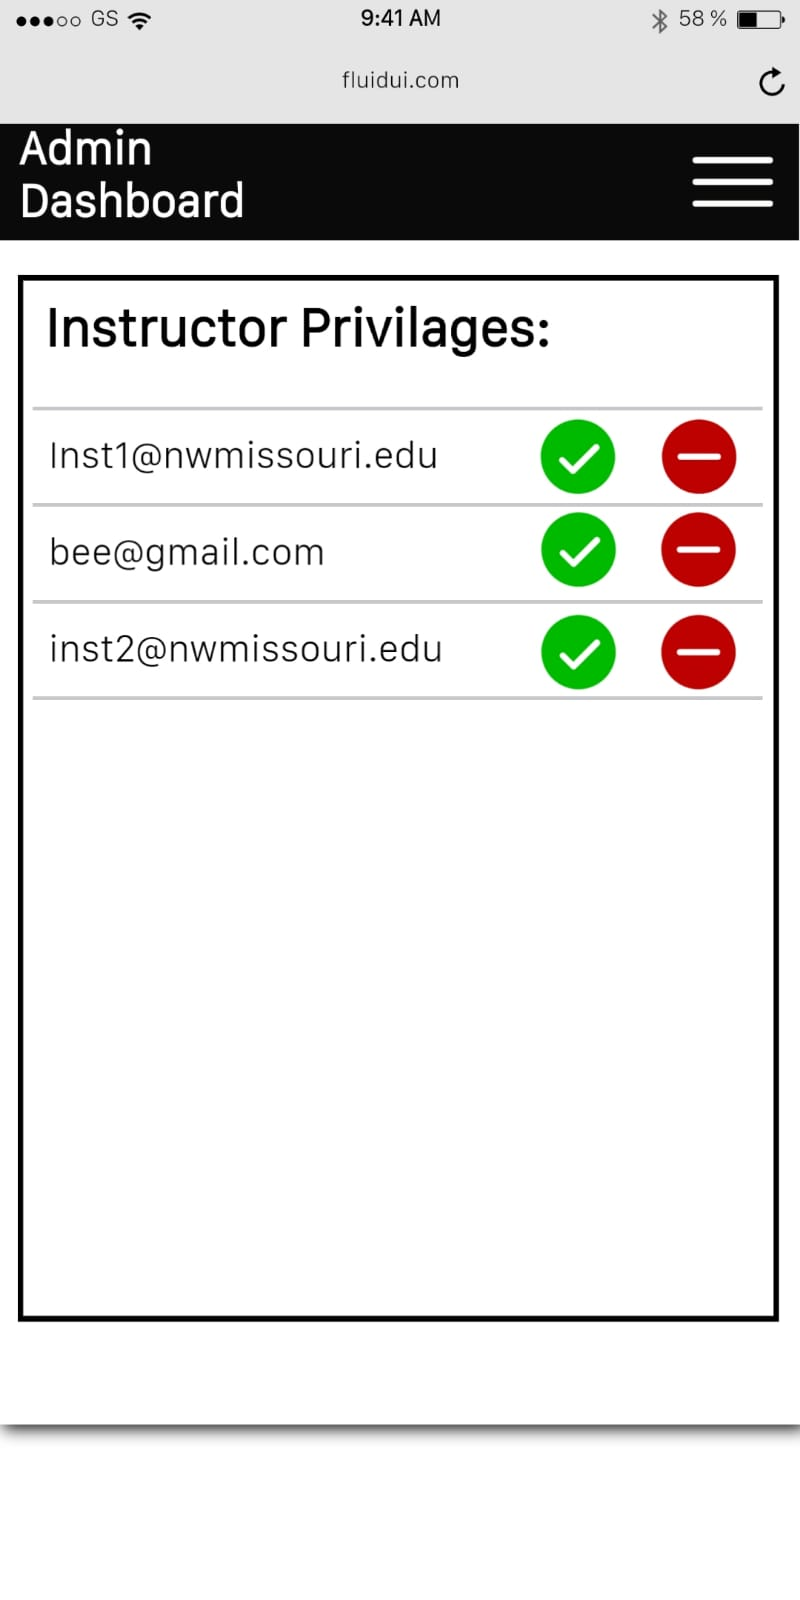 GS 9:41 AM 58 %
fluidui.com
Admin
Dashboard
Instructor Privilages:
Inst1@nwmissouri.edu
bee@gmail.com
inst2@nwmissouri.edu